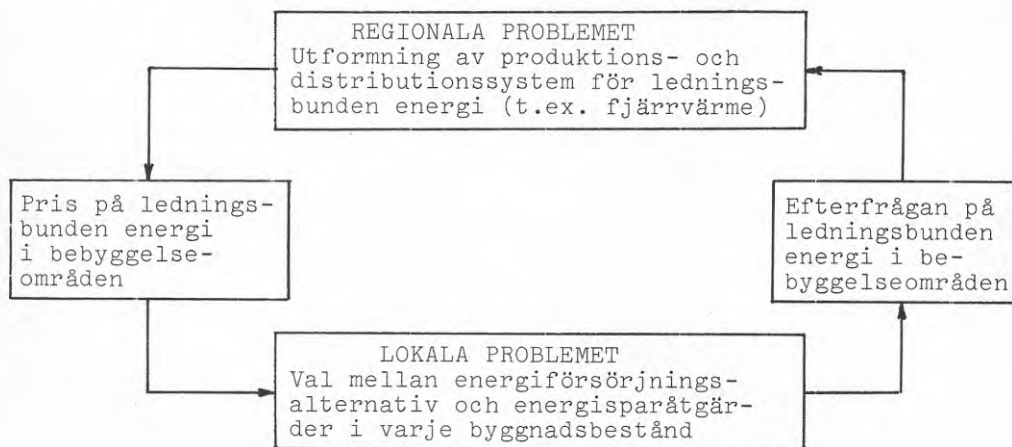 REGIONALA PROBLEMET
Utformning av produktions- och
distributionssystem för lednings-
bunden energi (t.ex. fjärrvärme)
Pris på lednings-
bunden energi
i bebyggelse-
områden
Efterfrågan på
ledningsbunden
energi i be-
byggelseområden
LOKALA PROBLEMET
Val mellan energiförsörjnings-
alternativ och energisparåtgär-
der i varje byggnadsbestånd